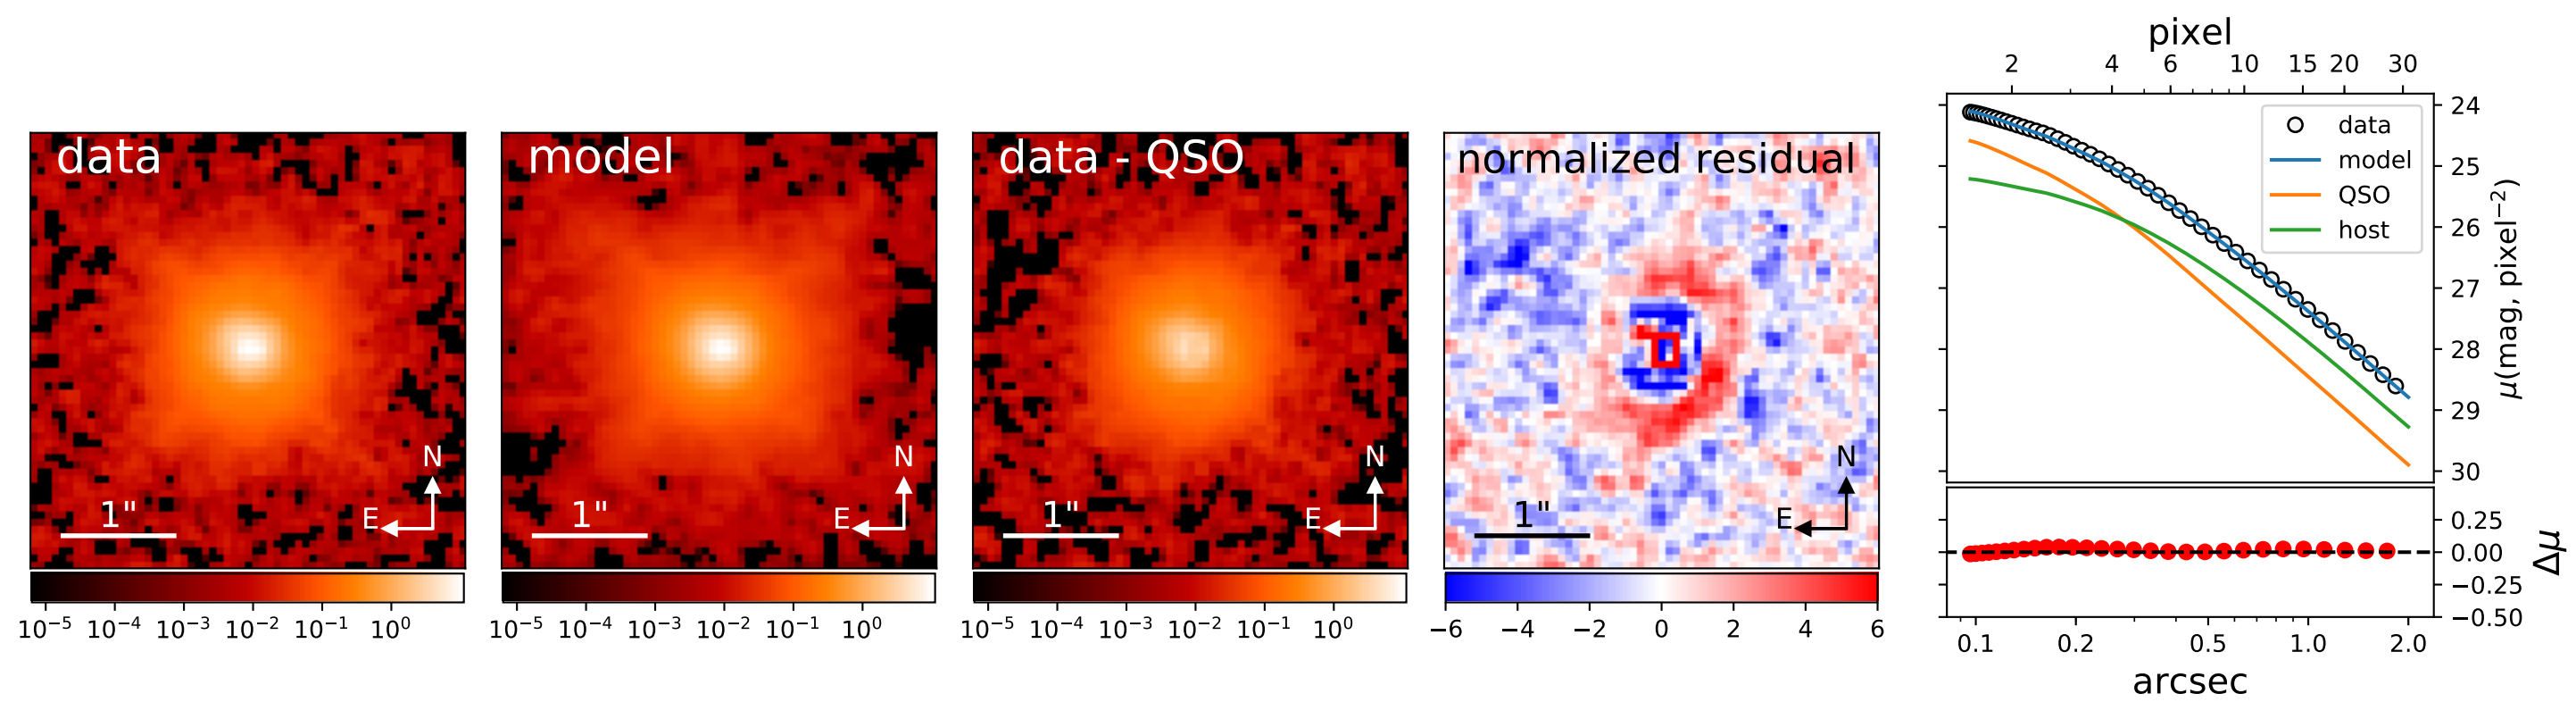 data
N
E
1"
10⁻⁵ 10⁻⁴ 10⁻³ 10⁻² 10⁻¹ 10⁰
model
N
E
1"
10⁻⁵ 10⁻⁴ 10⁻³ 10⁻² 10⁻¹ 10⁰
data - QSO
N
E
1"
10⁻⁵ 10⁻⁴ 10⁻³ 10⁻² 10⁻¹ 10⁰
normalized residual
N
E
1"
−6 −4 −2 0 2 4 6
pixel
2 4 6 10 15 20 30
data
model
QSO
host
24
25
26
27
28
29
30
μ(mag, pixel⁻²)
0.25
0.00
−0.25
−0.50
Δμ
0.1 0.2 0.5 1.0 2.0
arcsec